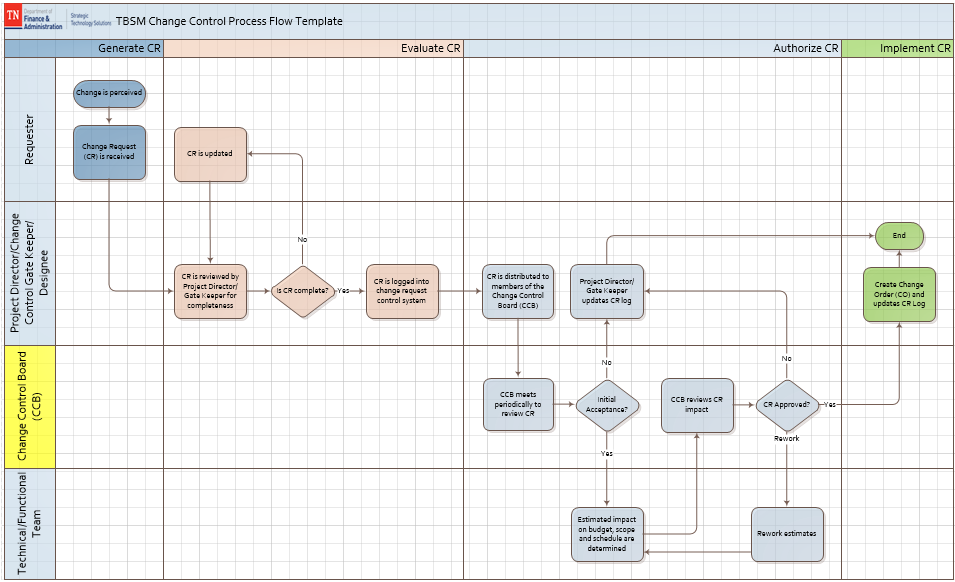 TN
Department of
Finance &
Administration
Strategic
Technology Solutions
TBSM Change Control Process Flow Template
Generate CR
Evaluate CR
Authorize CR
Implement CR
Requester
Change is perceived
Change Request
(CR) is received
CR is updated
Project Director/Change
Control Gate Keeper/
Designee
No
CR is reviewed by
Project Director/
Gate Keeper for
completeness
Is CR complete?
Yes
CR is logged into
change request
control system
CR is distributed to
members of the
Change Control
Board (CCB)
Project Director/
Gate Keeper
updates CR log
End
Create Change
Order (CO) and
updates CR Log
Change Control Board
(CCB)
No
No
CCB meets
periodically to
review CR
Initial
Acceptance?
CCB reviews CR
impact
CR Approved?
Yes
Rework
Yes
Technical/Functional
Team
Estimated impact
on budget, scope
and schedule are
determined
Rework estimates